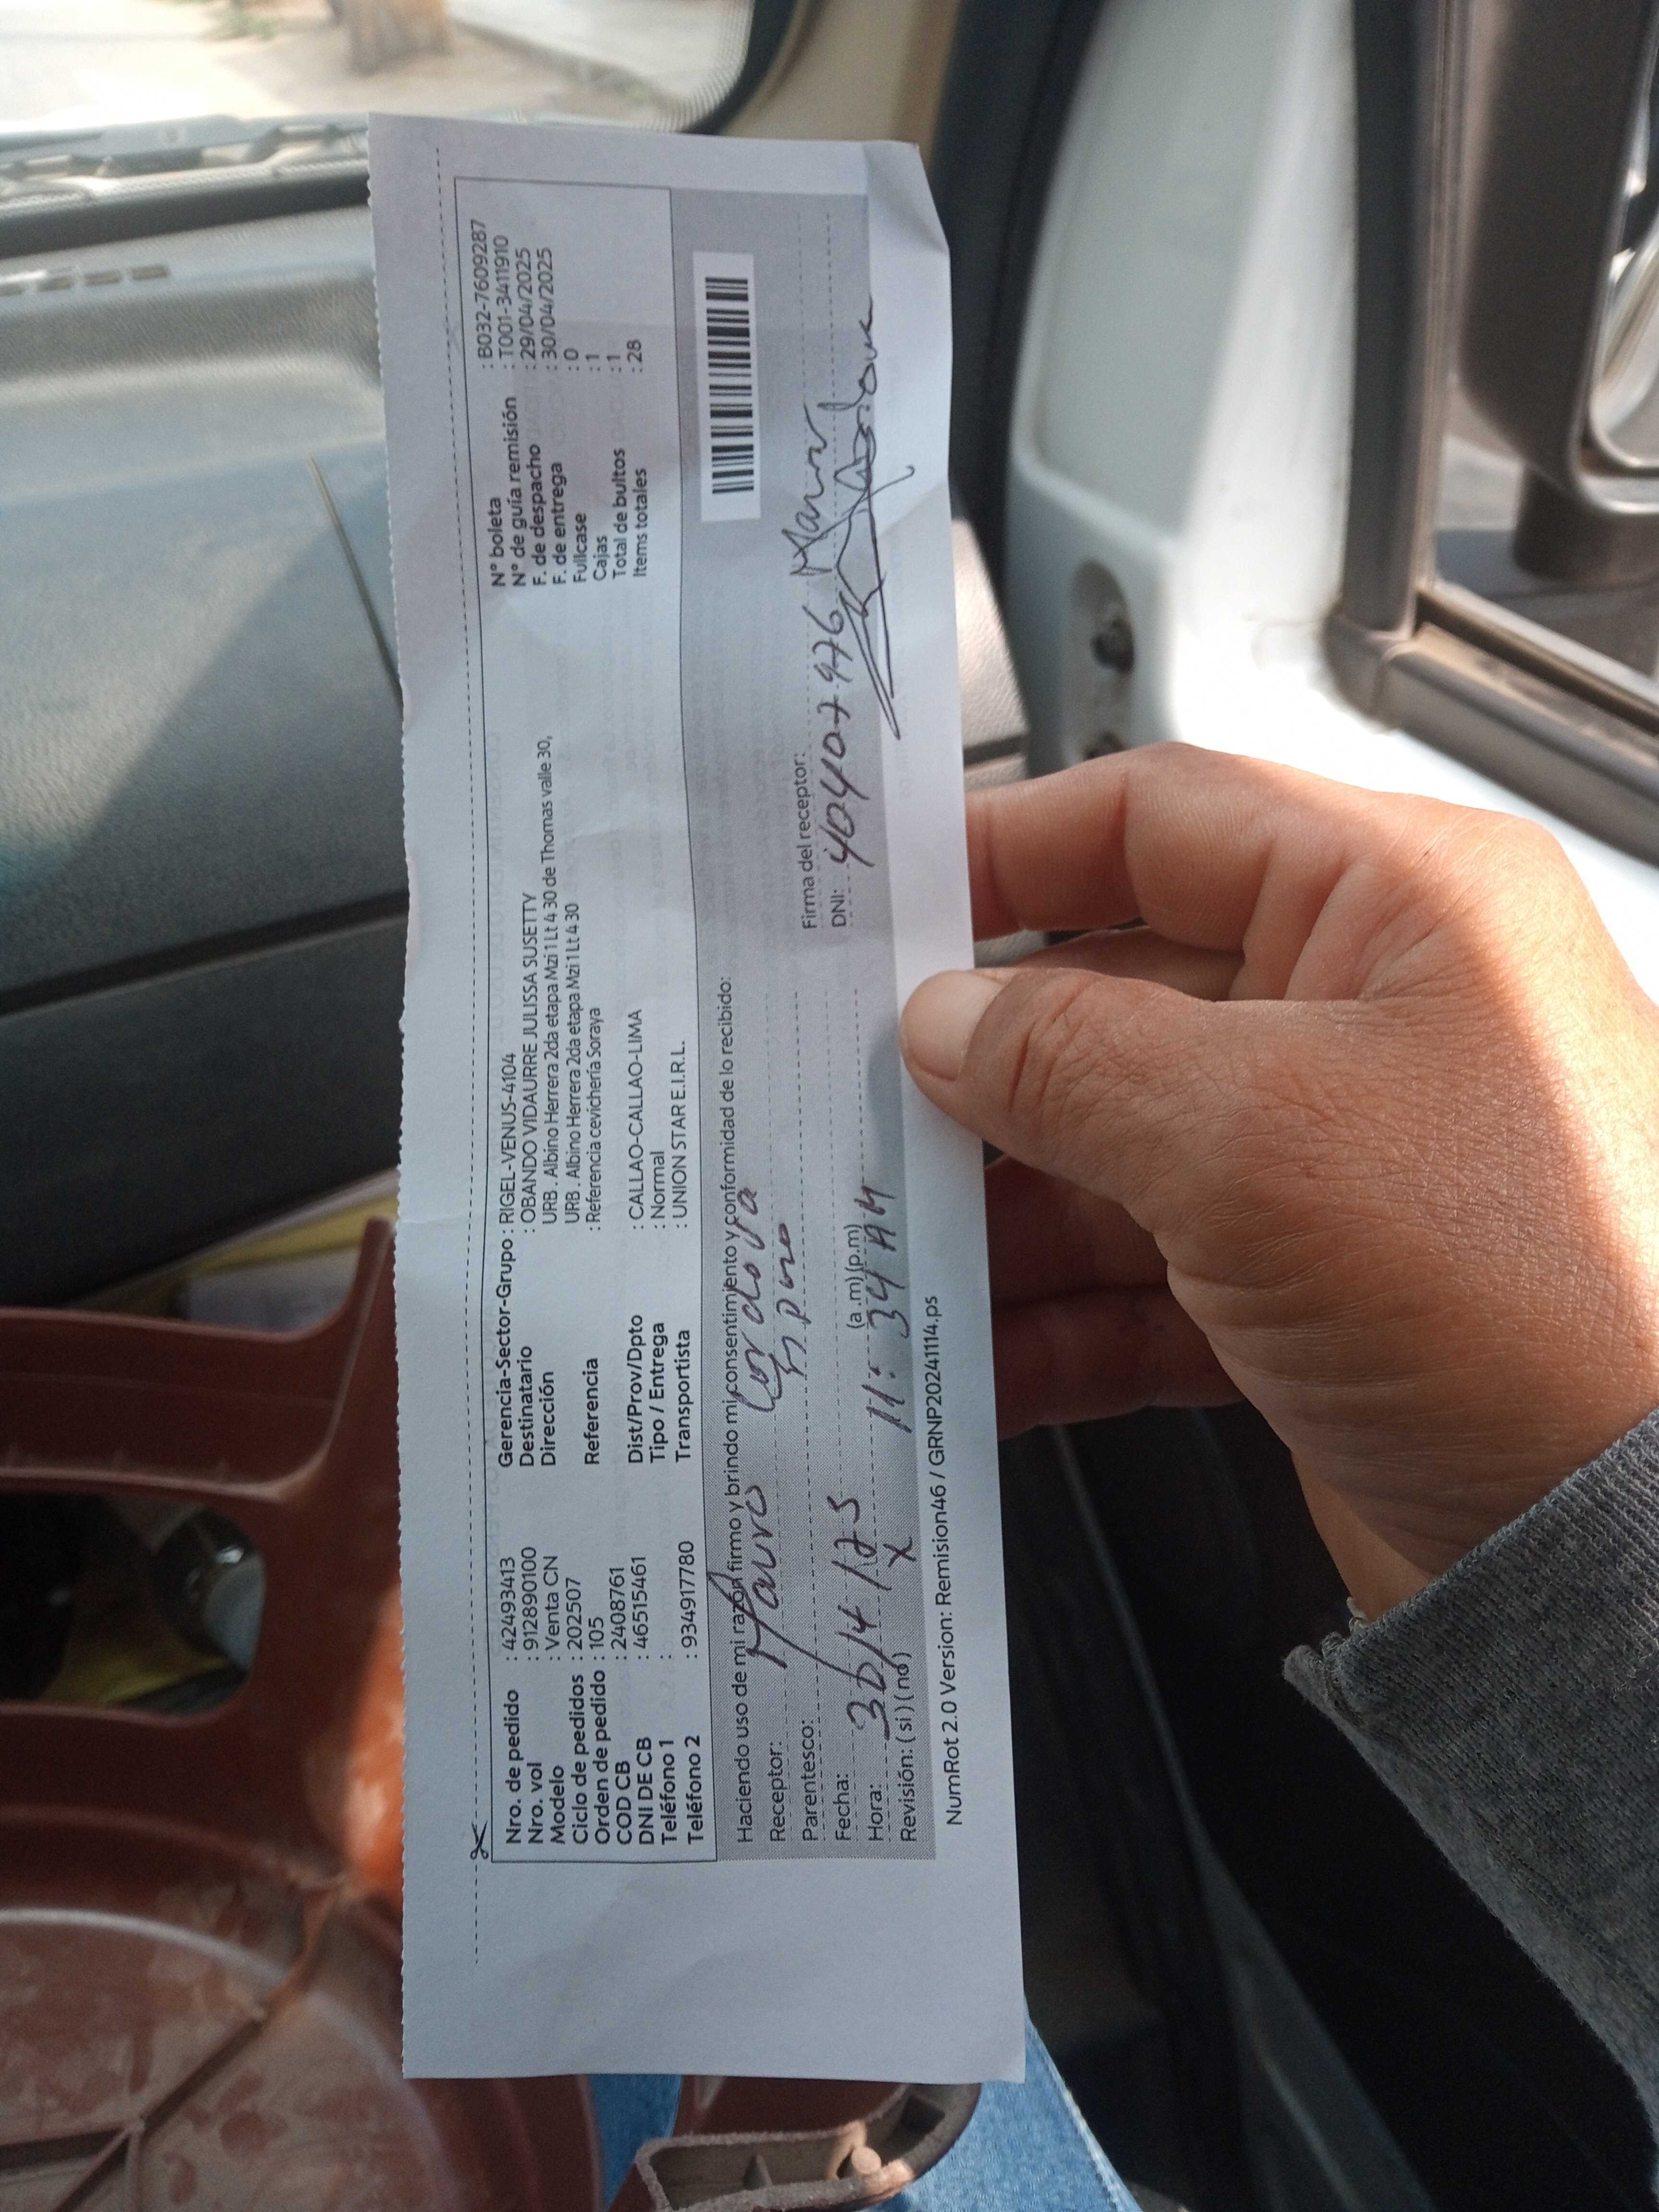 Nro. de pedido : 42493413
Nro. vol : 912890100
Modelo : Venta CN
Ciclo de pedidos : 202507
Orden de pedido : 105
COD CB : 2408761
DNI DE CB : 46515461
Teléfono 1 :
Teléfono 2 : 934917780
Gerencia-Sector-Grupo : RIGEL-VENUS-4104
Destinatario : OBANDO VIDAURRE JULISSA SUSETTY
Dirección URB . Albino Herrera 2da etapa Mzi 1 Lt 4 30 de Thomas valle 30,
URB . Albino Herrera 2da etapa Mzi 1 Lt 4 30
Referencia : Referencia cevichería Soraya
Dist/Prov/Dpto : CALLAO-CALLAO-LIMA
Tipo / Entrega : Normal
Transportista : UNION STAR E.I.R.L.
N° boleta : B032-7609287
N° de guía remisión : T001-3411910
F. de despacho : 29/04/2025
F. de entrega : 30/04/2025
Fullcase : 0
Cajas : 1
Total de bultos : 1
Items totales : 28
Haciendo uso de mi razón firmo y brindo mi consentimiento y conformidad de lo recibido:
Receptor: Mauro Cordova
Parentesco: Esposo
Fecha: 30/4/25
Hora: 11:34 AM (a.m) (p.m)
Revisión: ( si ) ( no ) X
Firma del receptor: Mauro
DNI: 40407976
NumRot 2.0 Version: Remision46 / GRNP20241114.ps